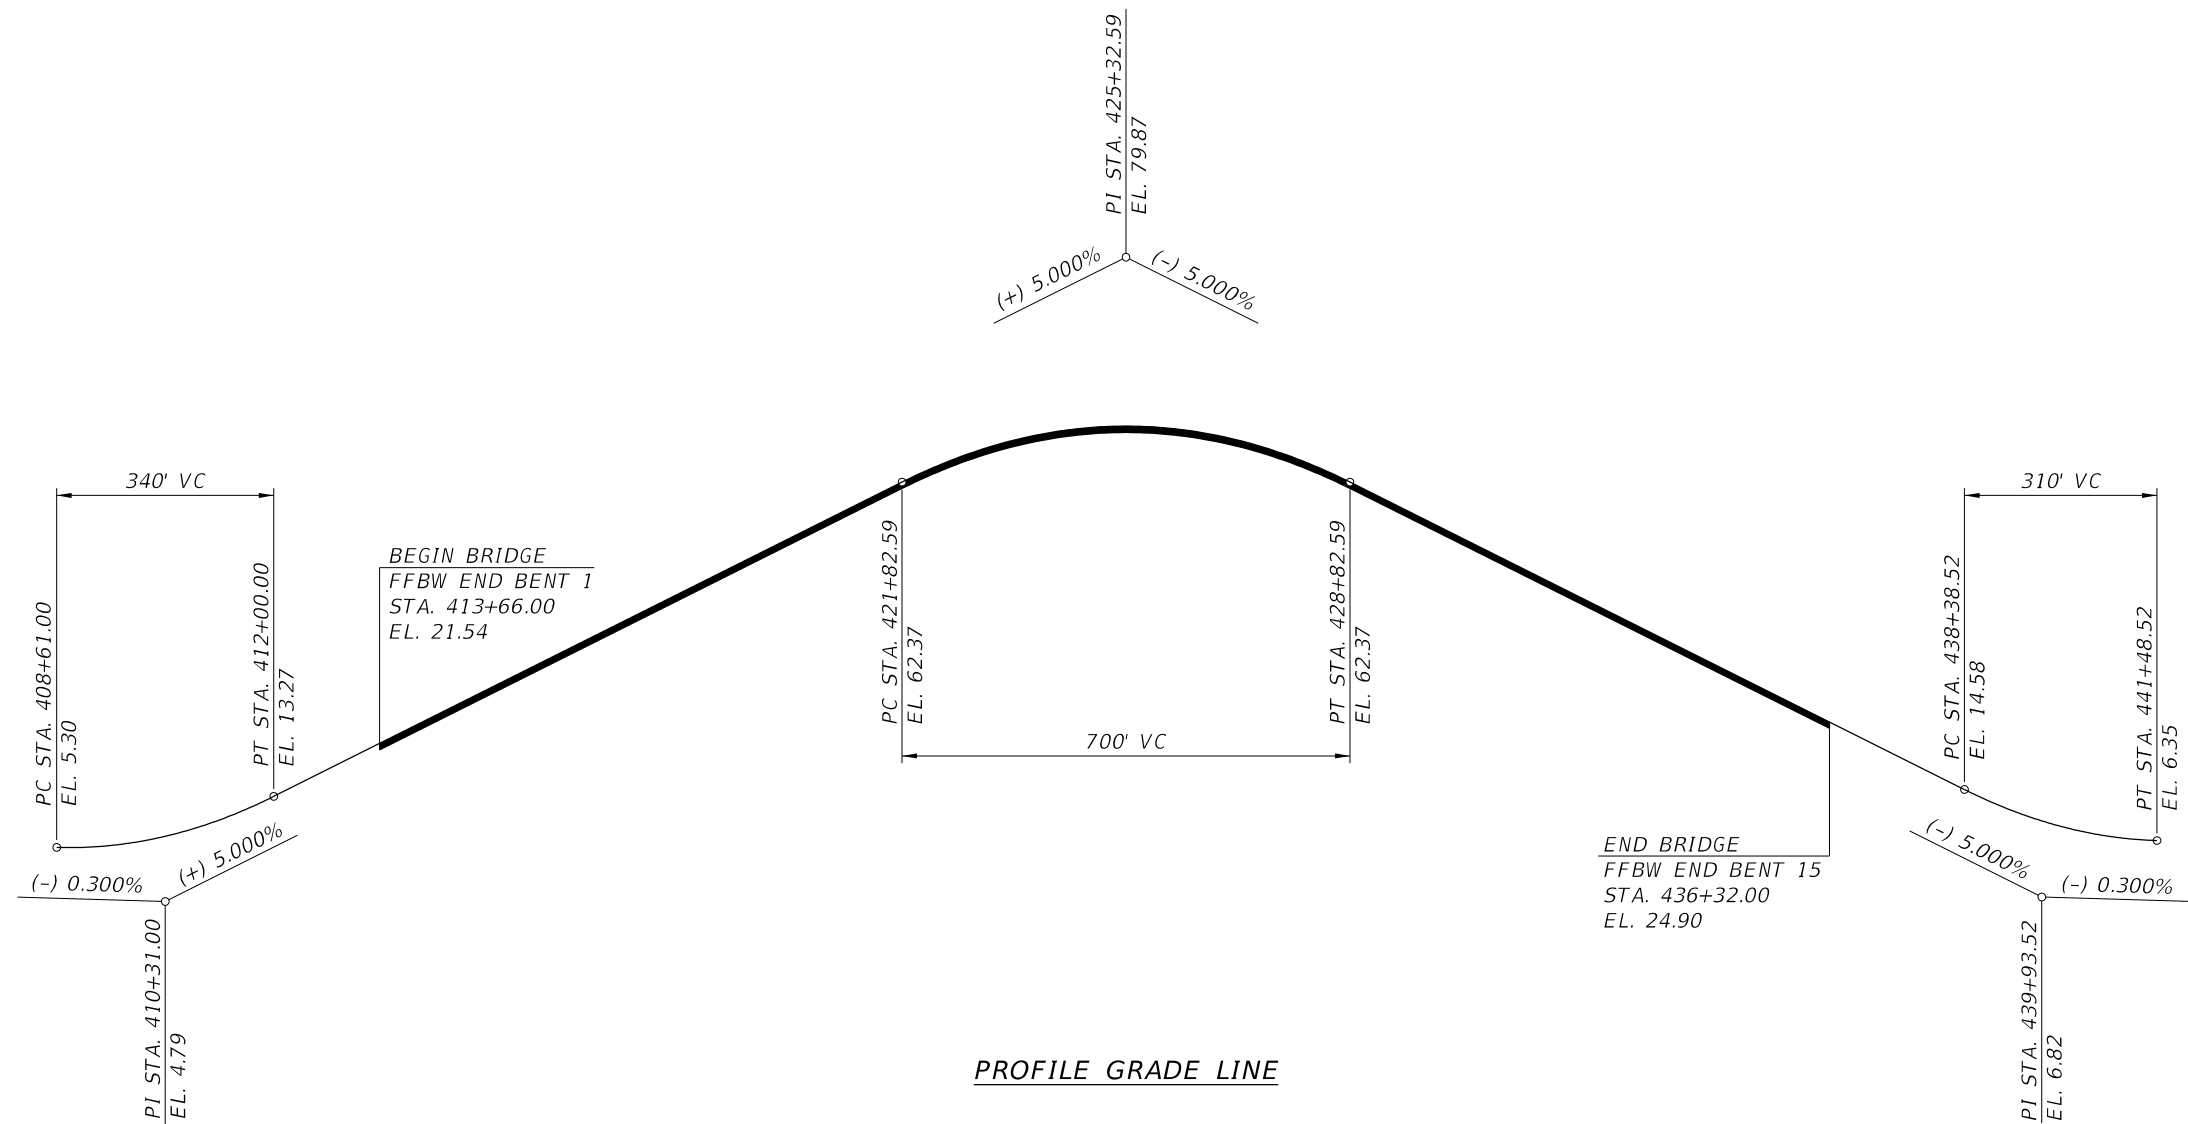 PI STA. 425+32.59
EL. 79.87
(+) 5.000%
(-) 5.000%
340' VC
PC STA. 408+61.00
EL. 5.30
PT STA. 412+00.00
EL. 13.27
(-) 0.300%
(+) 5.000%
PI STA. 410+31.00
EL. 4.79
BEGIN BRIDGE
FFBW END BENT 1
STA. 413+66.00
EL. 21.54
PC STA. 421+82.59
EL. 62.37
700' VC
PT STA. 428+82.59
EL. 62.37
END BRIDGE
FFBW END BENT 15
STA. 436+32.00
EL. 24.90
310' VC
PC STA. 438+38.52
EL. 14.58
PT STA. 441+48.52
EL. 6.35
(-) 5.000%
(-) 0.300%
PI STA. 439+93.52
EL. 6.82
PROFILE GRADE LINE